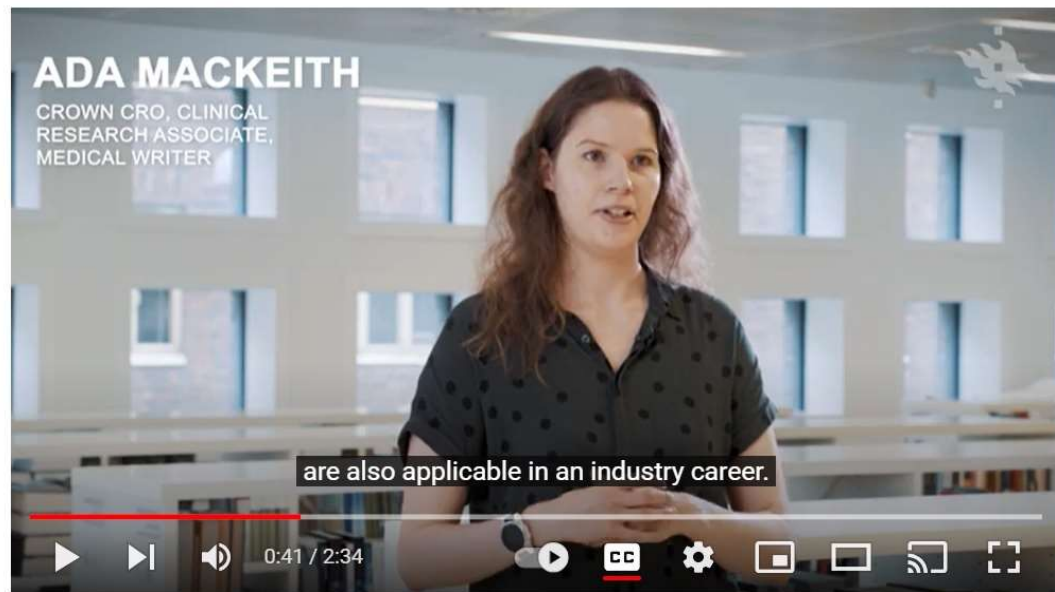 ADA MACKEITH
CROWN CRO, CLINICAL
RESEARCH ASSOCIATE,
MEDICAL WRITER
are also applicable in an industry career.
0:41 / 2:34
CC